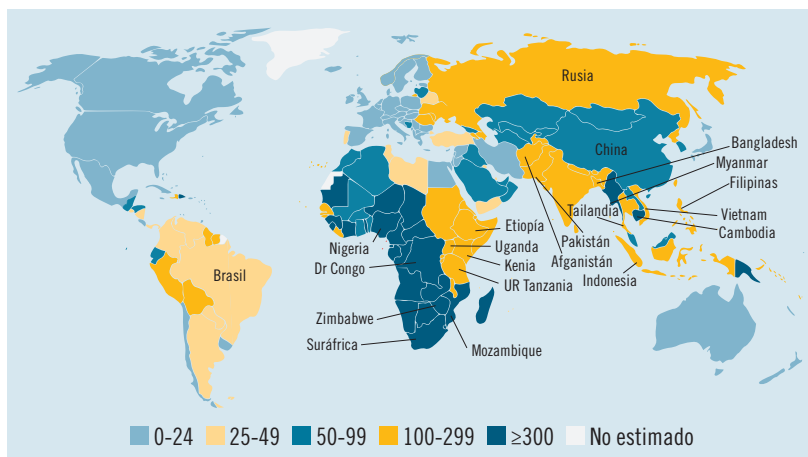 Rusia
China
Bangladesh
Myanmar
Filipinas
Tailandia
Vietnam
Camboya
Pakistán
Afganistán
Indonesia
Etiopía
Uganda
Kenia
UR Tanzania
Nigeria
Dr Congo
Zimbabwe
Suráfrica
Mozambique
Brasil
0-24
25-49
50-99
100-299
≥300
No estimado